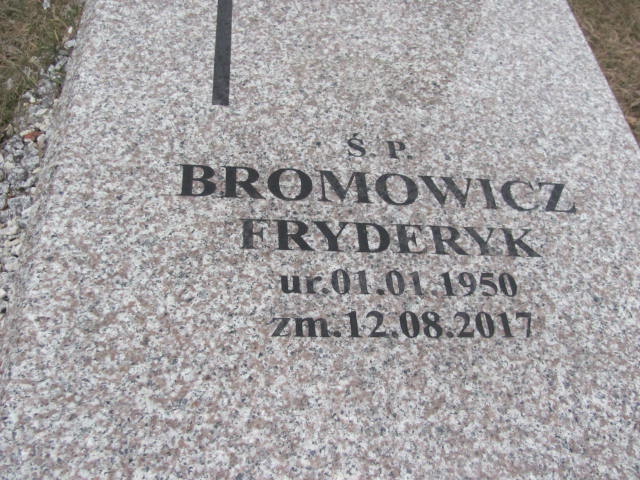 Ś. P.
BROMOWICZ
FRYDERYK
ur.01.01.1950
zm.12.08.2017